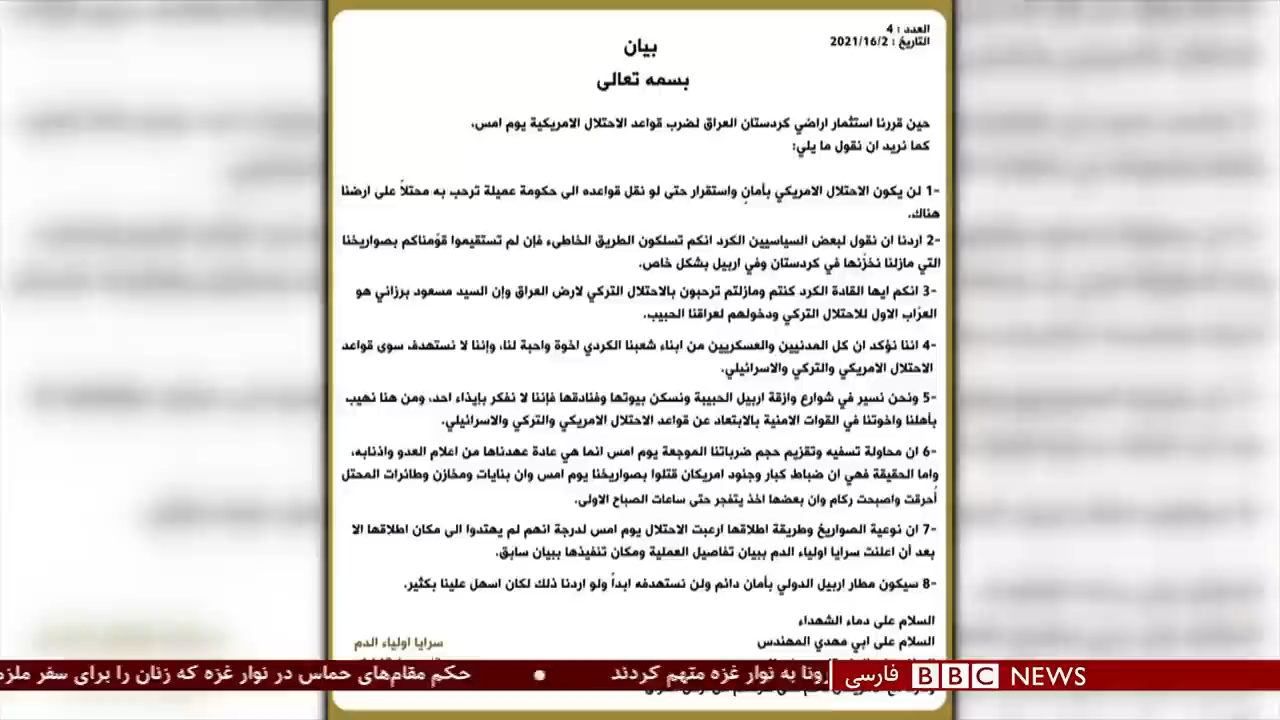 العدد : 4
التاريخ : 2021/16/2
بيان
بسمه تعالى
حين قررنا استثمار اراضي كردستان العراق لضرب قواعد الاحتلال الامريكية يوم امس،
كما نريد ان نقول ما يلي:
1- لن يكون الاحتلال الامريكي بأمانٍ واستقرار حتى لو نقل قواعده الى حكومة عميلة ترحب به محتلاً على ارضنا
هناك.
2- اردنا ان نقول لبعض السياسيين الكرد انكم تسلكون الطريق الخاطىء فإن لم تستقيموا قوّمناكم بصواريخنا
التي مازلنا نخزّنها في كردستان وفي اربيل بشكل خاص.
3- انكم ايها القادة الكرد كنتم ومازلتم ترحبون بالاحتلال التركي لارض العراق وإن السيد مسعود برزاني هو
العرّاب الاول للاحتلال التركي ودخولهم لعراقنا الحبيب.
4- اننا نؤكد ان كل المدنيين والعسكريين من ابناء شعبنا الكردي اخوة واحبة لنا، وإننا لا نستهدف سوى قواعد
الاحتلال الامريكي والتركي والاسرائيلي.
5- ونحن نسير في شوارع وازقة اربيل الحبيبة ونسكن بيوتها وفنادقها فإننا لا نفكر بإيذاء احد، ومن هنا نهيب
بأهلنا واخوتنا في القوات الامنية بالابتعاد عن قواعد الاحتلال الامريكي والتركي والاسرائيلي.
6- ان محاولة تسفيه وتقزيم حجم ضرباتنا الموجعة يوم امس انما هي عادة عهدناها من اعلام العدو واذنابه،
واما الحقيقة فهي ان ضباط كبار وجنود امريكان قتلوا بصواريخنا يوم امس وان بنايات ومخازن وطائرات المحتل
أحرقت واصبحت ركام وان بعضها اخذ يتفجر حتى ساعات الصباح الاولى.
7- ان نوعية الصواريخ وطريقة اطلاقها ارعبت الاحتلال يوم امس لدرجة انهم لم يهتدوا الى مكان اطلاقها الا
بعد أن اعلنت سرايا اولياء الدم ببيان تفاصيل العملية ومكان تنفيذها ببيان سابق.
8- سيكون مطار اربيل الدولي بأمان دائم ولن نستهدفه ابداً ولو اردنا ذلك لكان اسهل علينا بكثير.
السلام على دماء الشهداء
السلام على ابي مهدي المهندس
سرايا اولياء الدم
BBC NEWS فارسی
رونا به نوار غزه متهم کردند • حکم مقام‌های حماس در نوار غزه که زنان را برای سفر ملزم